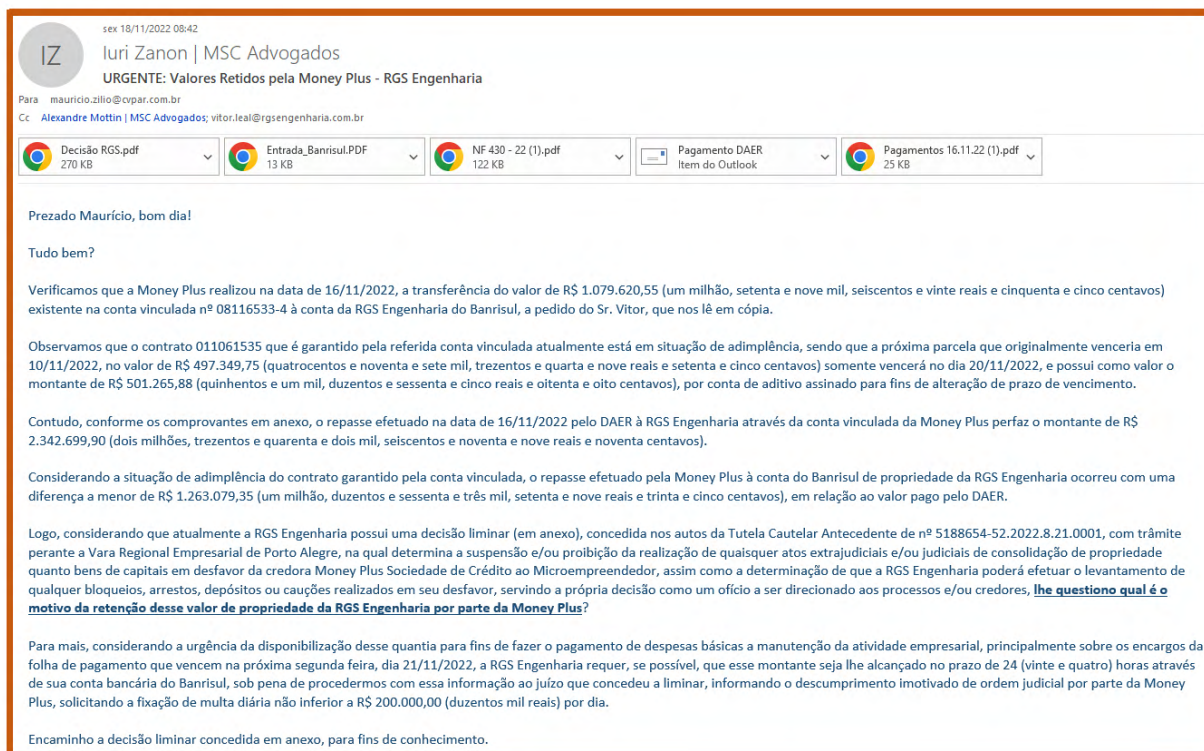 sex 18/11/2022 08:42
IZ
Iuri Zanon | MSC Advogados
URGENTE: Valores Retidos pela Money Plus - RGS Engenharia
Para mauricio.zilio@cvpar.com.br
Cc Alexandre Mottin | MSC Advogados; vitor.leal@rgsengenharia.com.br
Decisão RGS.pdf
270 KB
Entrada_Banrisul.PDF
13 KB
NF 430 - 22 (1).pdf
122 KB
Pagamento DAER
Item do Outlook
Pagamentos 16.11.22 (1).pdf
25 KB
Prezado Maurício, bom dia!
Tudo bem?
Verificamos que a Money Plus realizou na data de 16/11/2022, a transferência do valor de R$ 1.079.620,55 (um milhão, setenta e nove mil, seiscentos e vinte reais e cinquenta e cinco centavos)
existente na conta vinculada nº 08116533-4 à conta da RGS Engenharia do Banrisul, a pedido do Sr. Vitor, que nos lê em cópia.
Observamos que o contrato 011061535 que é garantido pela referida conta vinculada atualmente está em situação de adimplência, sendo que a próxima parcela que originalmente venceria em
10/11/2022, no valor de R$ 497.349,75 (quatrocentos e noventa e sete mil, trezentos e quarta e nove reais e setenta e cinco centavos) somente vencerá no dia 20/11/2022, e possui como valor o
montante de R$ 501.265,88 (quinhentos e um mil, duzentos e sessenta e cinco reais e oitenta e oito centavos), por conta de aditivo assinado para fins de alteração de prazo de vencimento.
Contudo, conforme os comprovantes em anexo, o repasse efetuado na data de 16/11/2022 pelo DAER à RGS Engenharia através da conta vinculada da Money Plus perfaz o montante de R$
2.342.699,90 (dois milhões, trezentos e quarenta e dois mil, seiscentos e noventa e nove reais e noventa centavos).
Considerando a situação de adimplência do contrato garantido pela conta vinculada, o repasse efetuado pela Money Plus à conta do Banrisul de propriedade da RGS Engenharia ocorreu com uma
diferença a menor de R$ 1.263.079,35 (um milhão, duzentos e sessenta e três mil, setenta e nove reais e trinta e cinco centavos), em relação ao valor pago pelo DAER.
Logo, considerando que atualmente a RGS Engenharia possui uma decisão liminar (em anexo), concedida nos autos da Tutela Cautelar Antecedente de nº 5188654-52.2022.8.21.0001, com trâmite
perante a Vara Regional Empresarial de Porto Alegre, na qual determina a suspensão e/ou proibição da realização de quaisquer atos extrajudiciais e/ou judiciais de consolidação de propriedade
quanto bens de capitais em desfavor da credora Money Plus Sociedade de Crédito ao Microempreendedor, assim como a determinação de que a RGS Engenharia poderá efetuar o levantamento de
qualquer bloqueios, arrestos, depósitos ou cauções realizados em seu desfavor, servindo a própria decisão como um ofício a ser direcionado aos processos e/ou credores, lhe questiono qual é o
motivo da retenção desse valor de propriedade da RGS Engenharia por parte da Money Plus?
Para mais, considerando a urgência da disponibilização desse quantia para fins de fazer o pagamento de despesas básicas a manutenção da atividade empresarial, principalmente sobre os encargos da
folha de pagamento que vencem na próxima segunda feira, dia 21/11/2022, a RGS Engenharia requer, se possível, que esse montante seja lhe alcançado no prazo de 24 (vinte e quatro) horas através
de sua conta bancária do Banrisul, sob pena de procedermos com essa informação ao juízo que concedeu a liminar, informando o descumprimento imotivado de ordem judicial por parte da Money
Plus, solicitando a fixação de multa diária não inferior a R$ 200.000,00 (duzentos mil reais) por dia.
Encaminho a decisão liminar concedida em anexo, para fins de conhecimento.